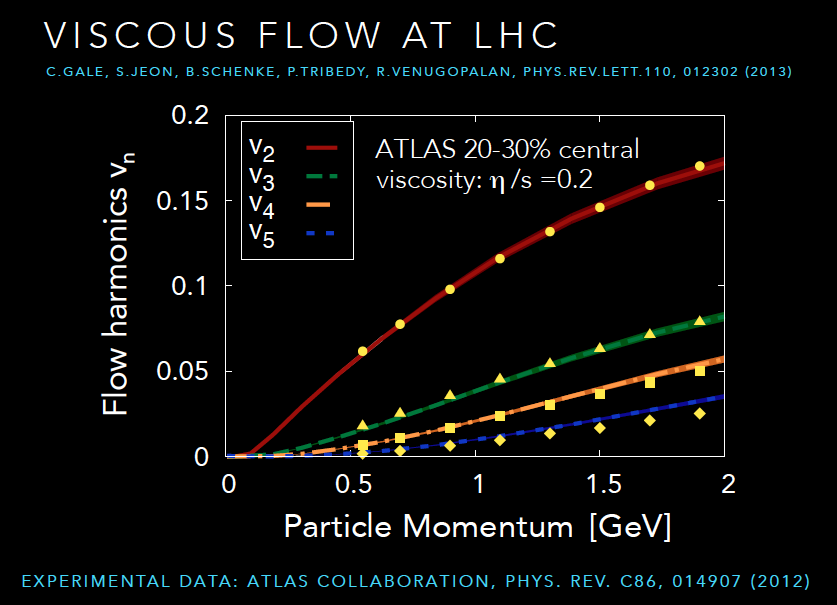 VISCOUS FLOW AT LHC
C.GALE, S.JEON, B.SCHENKE, P.TRIBEDY, R.VENUGOPALAN, PHYS.REV.LETT.110, 012302 (2013)
0.2
0.15
0.1
0.05
0
Flow harmonics vn
v2
v3
v4
v5
ATLAS 20-30% central
viscosity: η /s =0.2
0 0.5 1 1.5 2
Particle Momentum [GeV]
EXPERIMENTAL DATA: ATLAS COLLABORATION, PHYS. REV. C86, 014907 (2012)